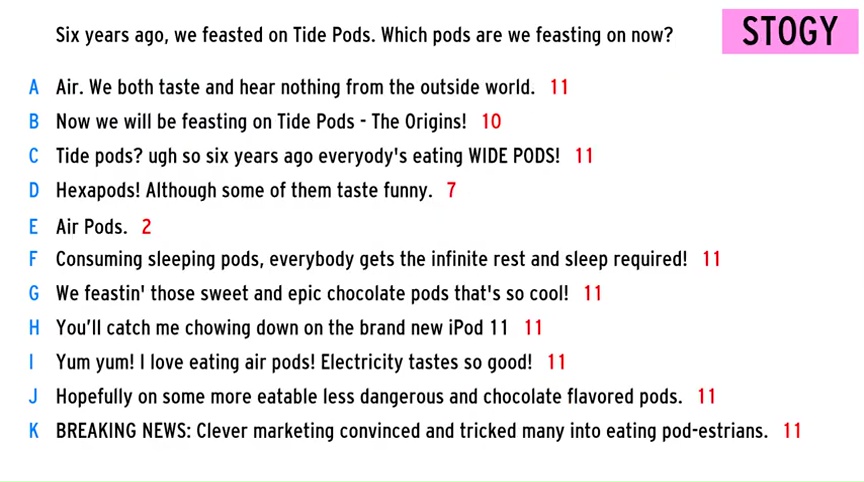 Six years ago, we feasted on Tide Pods. Which pods are we feasting on now?
STOGY
A Air. We both taste and hear nothing from the outside world. 11
B Now we will be feasting on Tide Pods - The Origins! 10
C Tide pods? ugh so six years ago everyody's eating WIDE PODS! 11
D Hexapods! Although some of them taste funny. 7
E Air Pods. 2
F Consuming sleeping pods, everybody gets the infinite rest and sleep required! 11
G We feastin' those sweet and epic chocolate pods that's so cool! 11
H You’ll catch me chowing down on the brand new iPod 11 11
I Yum yum! I love eating air pods! Electricity tastes so good! 11
J Hopefully on some more eatable less dangerous and chocolate flavored pods. 11
K BREAKING NEWS: Clever marketing convinced and tricked many into eating pod-estrians. 11